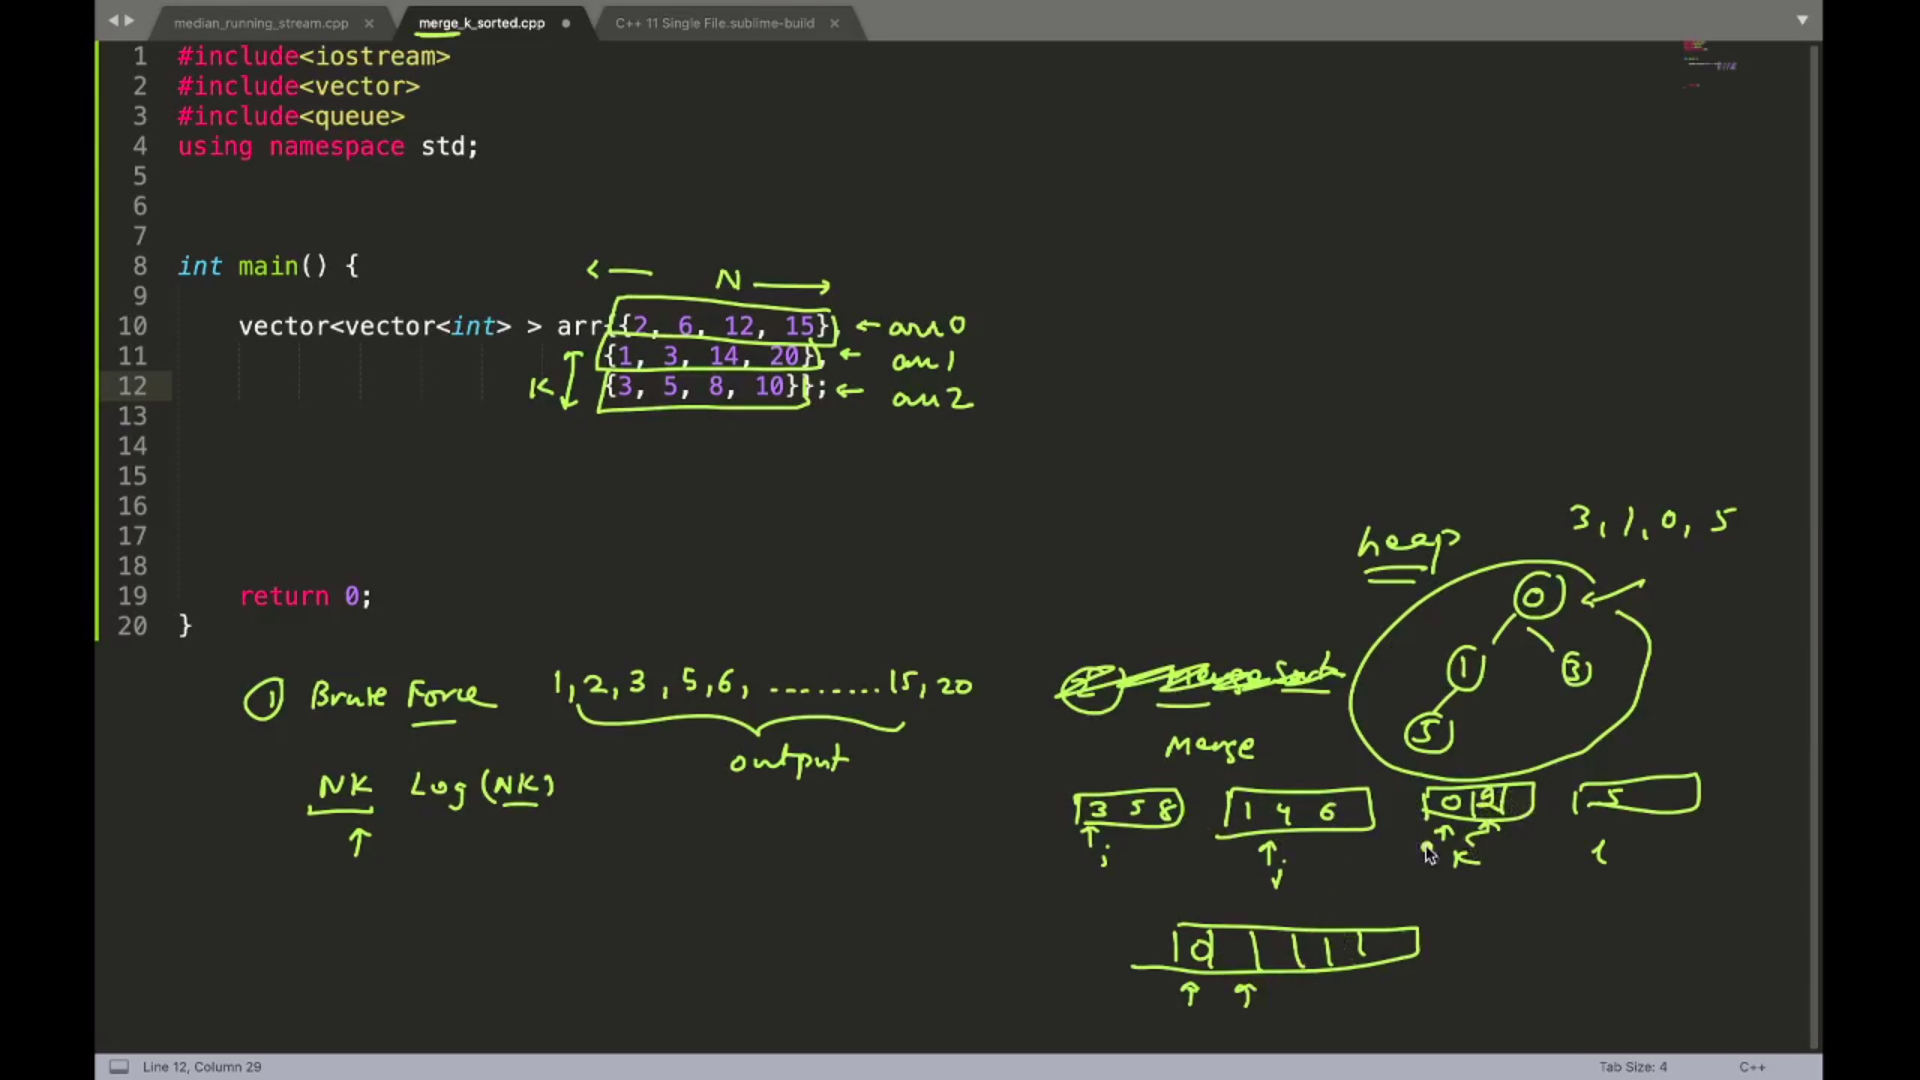 median_running_stream.cpp × merge_k_sorted.cpp C++ 11 Single File.sublime-build ×
1 #include<iostream>
2 #include<vector>
3 #include<queue>
4 using namespace std;
5
6
7
8 int main() {
N
9
10 vector<vector<int> > arr{{2, 6, 12, 15}, arr 0
11 {1, 3, 14, 20}, arr 1
K
12 {3, 5, 8, 10}}; arr 2
13
14
15
16
17
18
19 return 0;
20 }
heap 3, 1, 0, 5
0
1 3
5
1 Brute Force 1, 2, 3, 5, 6, ......... 15, 20
output
NK Log (NK)
Merge
3 5 8 1 4 6 0 9 5
i j K l
0
Line 12, Column 29 Tab Size: 4 C++